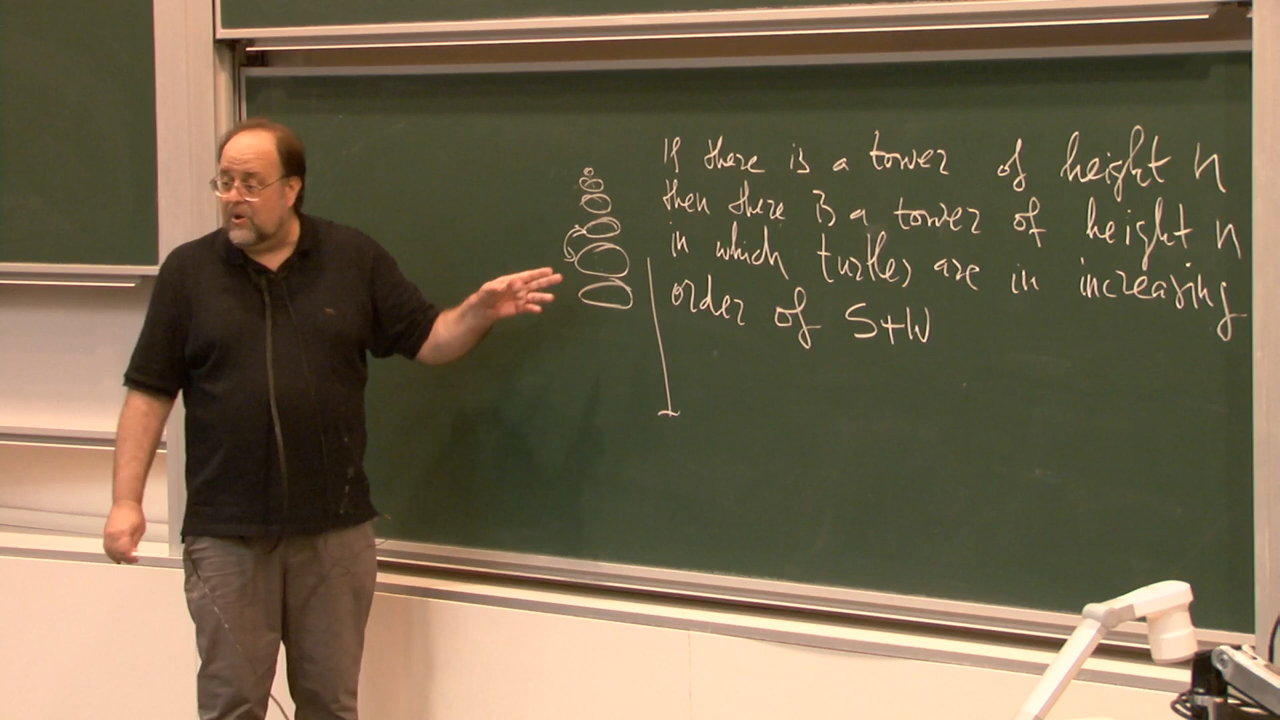 If there is a tower of height n
then there is a tower of height n
in which turtles are in increasing
order of S+W